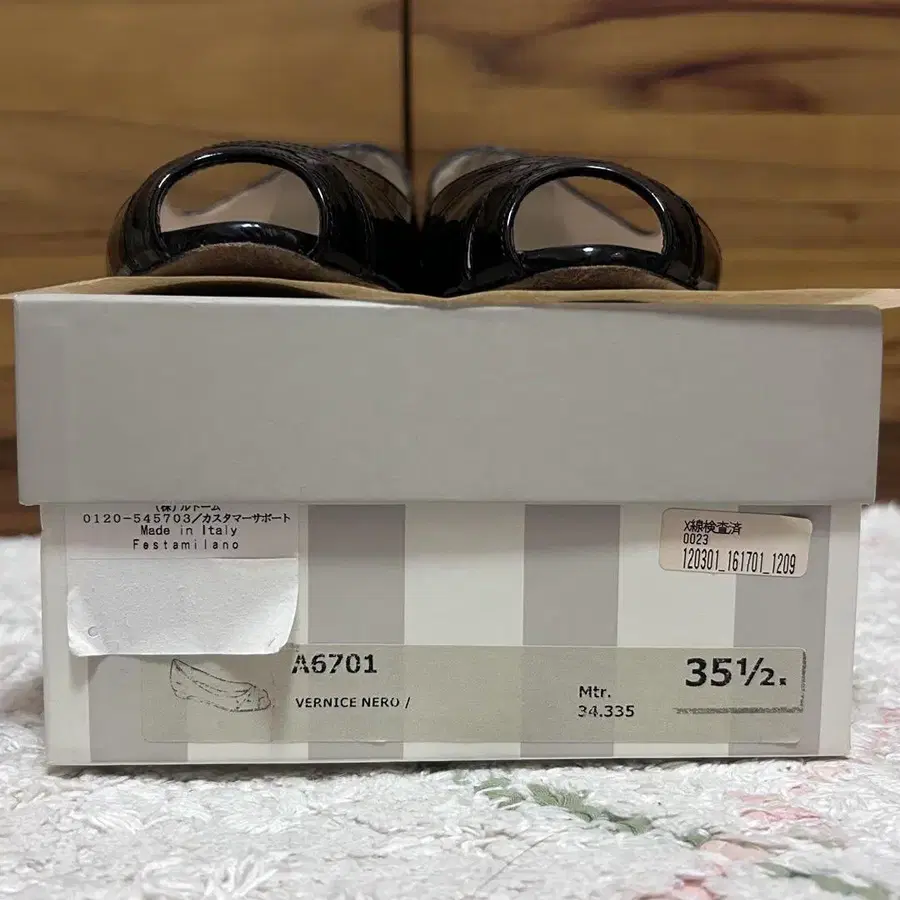 (株)ルドーム
0120-545703/カスタマーサポート
Made in Italy
Festamilano
X線検査済
0023
120301_161701_1209
A6701
VERNICE NERO /
Mtr.
34.335
35½